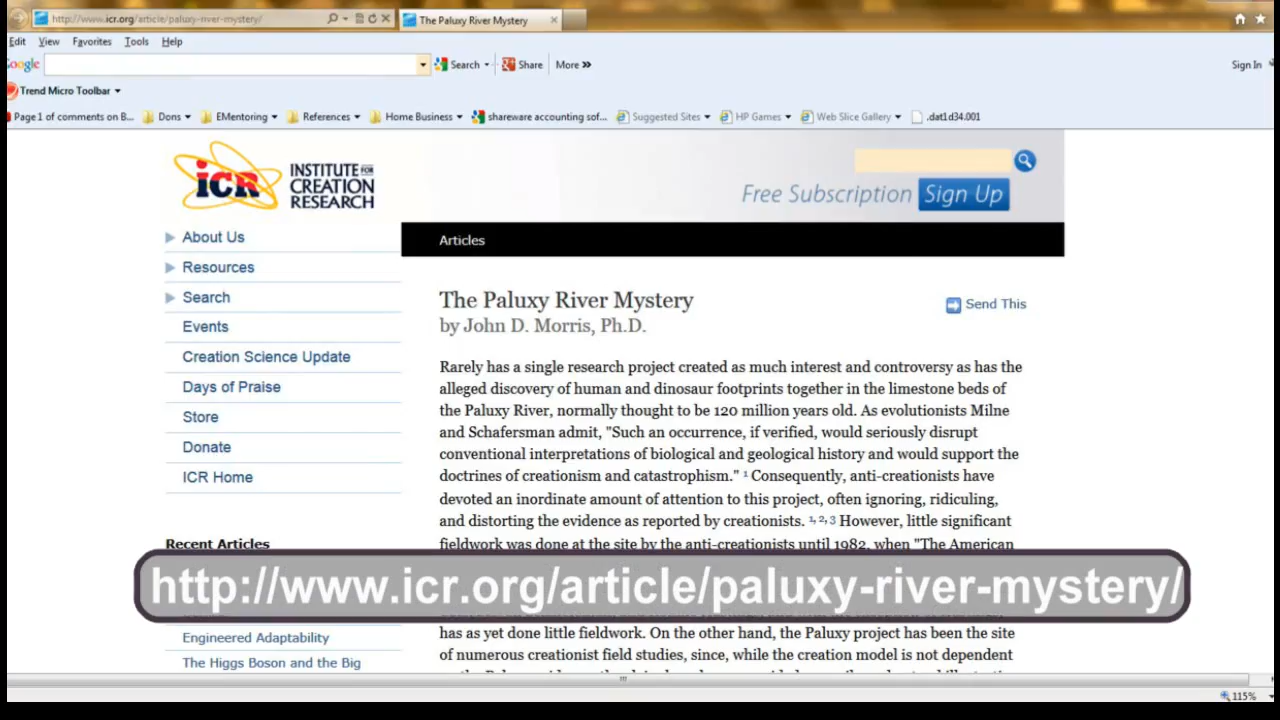 http://www.icr.org/article/paluxy-river-mystery/
The Paluxy River Mystery
Edit View Favorites Tools Help
Google Search Share More » Sign In
Trend Micro Toolbar
Page 1 of comments on B... Dons EMentoring References Home Business shareware accounting sof... Suggested Sites HP Games Web Slice Gallery .dat1d34.001
iCR INSTITUTE FOR
CREATION
RESEARCH
Free Subscription Sign Up
About Us
Resources
Search
Events
Creation Science Update
Days of Praise
Store
Donate
ICR Home
Recent Articles
Engineered Adaptability
The Higgs Boson and the Big
Articles
The Paluxy River Mystery
Send This
by John D. Morris, Ph.D.
Rarely has a single research project created as much interest and controversy as has the
alleged discovery of human and dinosaur footprints together in the limestone beds of
the Paluxy River, normally thought to be 120 million years old. As evolutionists Milne
and Schafersman admit, "Such an occurrence, if verified, would seriously disrupt
conventional interpretations of biological and geological history and would support the
doctrines of creationism and catastrophism." 1 Consequently, anti-creationists have
devoted an inordinate amount of attention to this project, often ignoring, ridiculing,
and distorting the evidence as reported by creationists. 1, 2, 3 However, little significant
fieldwork was done at the site by the anti-creationists until 1982, when "The American
http://www.icr.org/article/paluxy-river-mystery/
has as yet done little fieldwork. On the other hand, the Paluxy project has been the site
of numerous creationist field studies, since, while the creation model is not dependent
115%